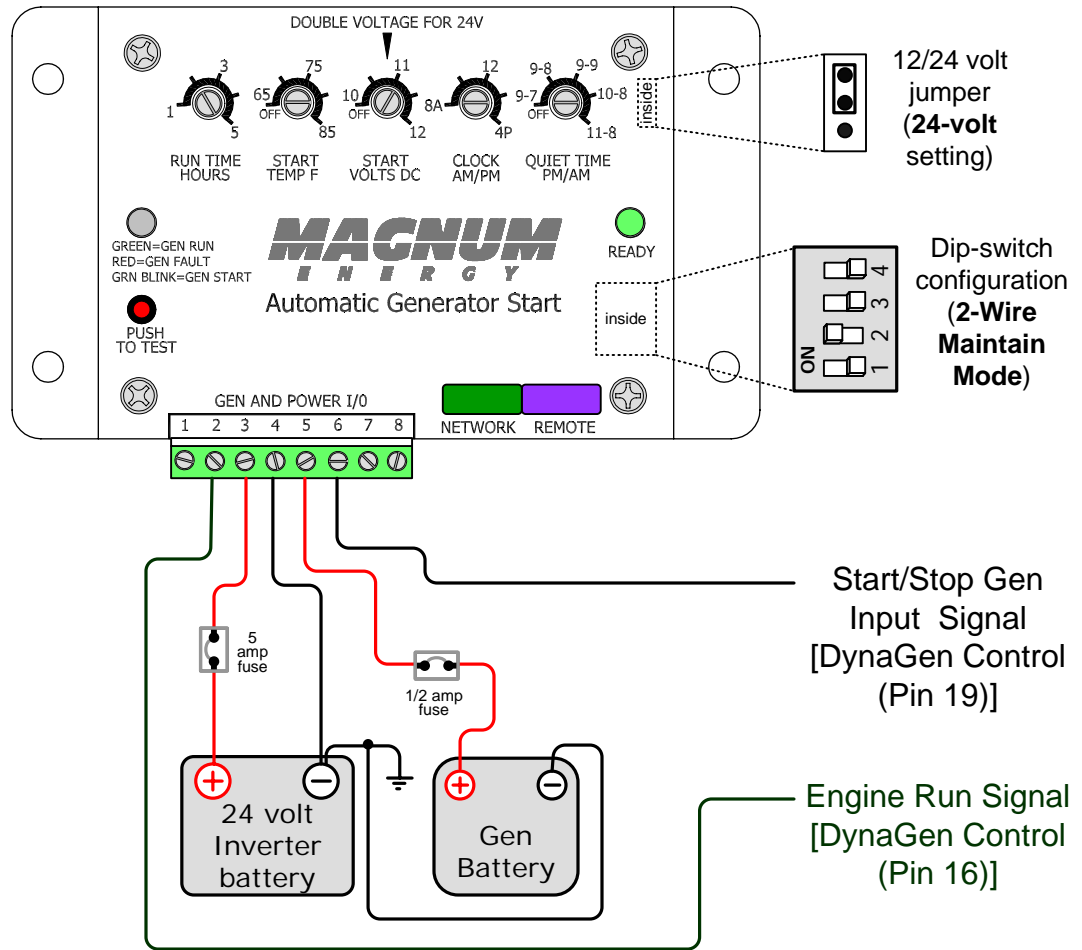 DOUBLE VOLTAGE FOR 24V
1
3
5
65
OFF
75
85
10
OFF
11
12
8A
12
4P
9-7
OFF
9-8
9-9
10-8
11-8
RUN TIME
HOURS
START
TEMP F
START
VOLTS DC
CLOCK
AM/PM
QUIET TIME
PM/AM
inside
12/24 volt
jumper
(24-volt
setting)
GREEN=GEN RUN
RED=GEN FAULT
GRN BLINK=GEN START
MAGNUM
ENERGY
Automatic Generator Start
READY
PUSH
TO TEST
inside
ON
4
3
2
1
Dip-switch
configuration
(2-Wire
Maintain
Mode)
GEN AND POWER I/0
1 2 3 4 5 6 7 8
NETWORK REMOTE
Start/Stop Gen
Input Signal
[DynaGen Control
(Pin 19)]
5
amp
fuse
1/2 amp
fuse
+
−
24 volt
Inverter
battery
+
−
Gen
Battery
Engine Run Signal
[DynaGen Control
(Pin 16)]